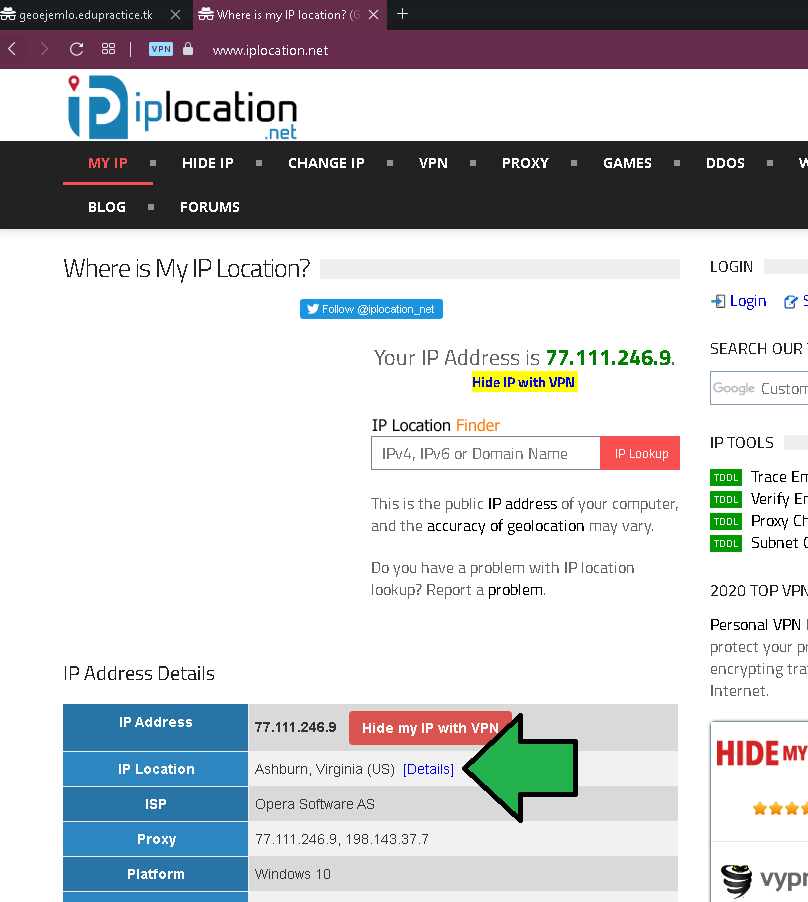 geoejemlo.edupractice.tk
Where is my IP location? (G
VPN www.iplocation.net
iplocation
.net
MY IP HIDE IP CHANGE IP VPN PROXY GAMES DDOS W
BLOG FORUMS
Where is My IP Location?
Follow @iplocation_net
Your IP Address is 77.111.246.9.
Hide IP with VPN
IP Location Finder
IPv4, IPv6 or Domain Name IP Lookup
This is the public IP address of your computer,
and the accuracy of geolocation may vary.
Do you have a problem with IP location
lookup? Report a problem.
IP Address Details
IP Address 77.111.246.9 Hide my IP with VPN
IP Location Ashburn, Virginia (US) [Details]
ISP Opera Software AS
Proxy 77.111.246.9, 198.143.37.7
Platform Windows 10
LOGIN
Login S
SEARCH OUR
Google Custom
IP TOOLS
TOOL Trace Em
TOOL Verify Em
TOOL Proxy Ch
TOOL Subnet C
2020 TOP VPN
Personal VPN
protect your pr
encrypting tra
Internet.
HIDE MY
vypr